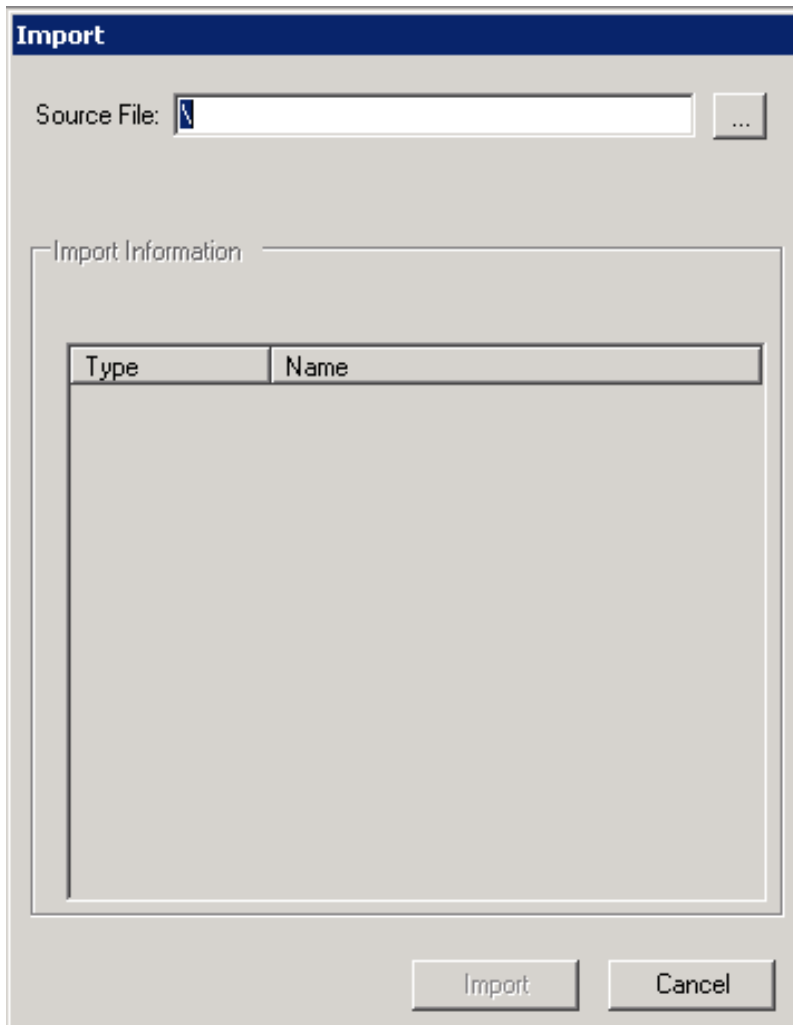 Import
Source File: \ ...
Import Information
Type Name
Import Cancel